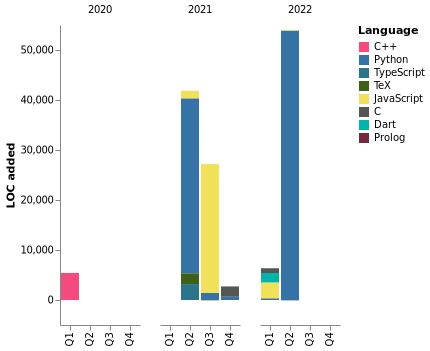 2020 2021 2022
Language
C++
Python
TypeScript
TeX
JavaScript
C
Dart
Prolog
LOC added
50,000
40,000
30,000
20,000
10,000
0
Q1 Q2 Q3 Q4 Q1 Q2 Q3 Q4 Q1 Q2 Q3 Q4